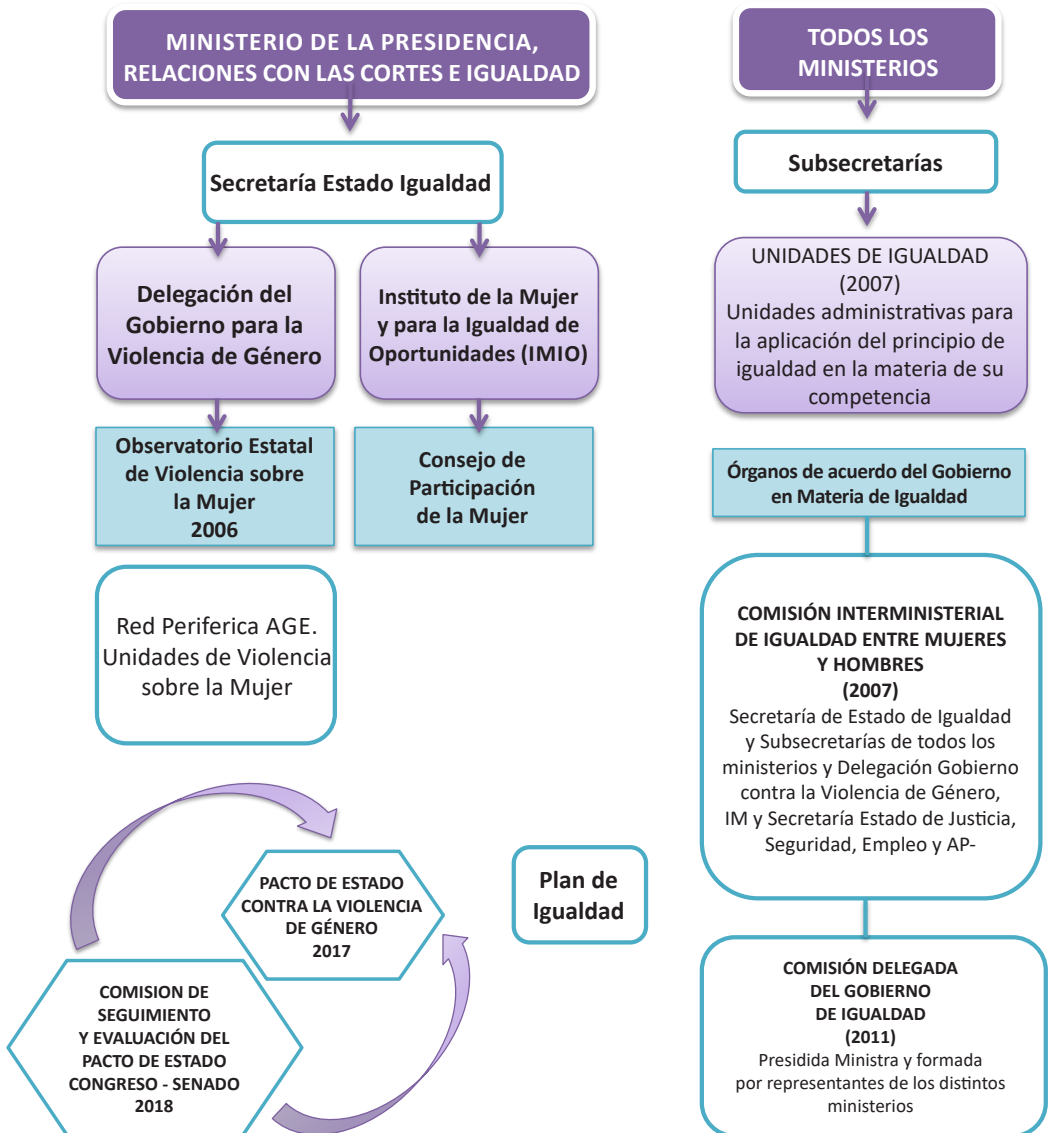 MINISTERIO DE LA PRESIDENCIA,
RELACIONES CON LAS CORTES E IGUALDAD
Secretaría Estado Igualdad
Delegación del
Gobierno para la
Violencia de Género
Instituto de la Mujer
y para la Igualdad de
Oportunidades (IMIO)
Observatorio Estatal
de Violencia sobre
la Mujer
2006
Consejo de
Participación
de la Mujer
Red Periferica AGE.
Unidades de Violencia
sobre la Mujer
PACTO DE ESTADO
CONTRA LA VIOLENCIA
DE GÉNERO
2017
COMISION DE
SEGUIMIENTO
Y EVALUACIÓN DEL
PACTO DE ESTADO
CONGRESO - SENADO
2018
Plan de
Igualdad
TODOS LOS
MINISTERIOS
Subsecretarías
UNIDADES DE IGUALDAD
(2007)
Unidades administrativas para
la aplicación del principio de
igualdad en la materia de su
competencia
Órganos de acuerdo del Gobierno
en Materia de Igualdad
COMISIÓN INTERMINISTERIAL
DE IGUALDAD ENTRE MUJERES
Y HOMBRES
(2007)
Secretaría de Estado de Igualdad
y Subsecretarías de todos los
ministerios y Delegación Gobierno
contra la Violencia de Género,
IM y Secretaría Estado de Justicia,
Seguridad, Empleo y AP-
COMISIÓN DELEGADA
DEL GOBIERNO
DE IGUALDAD
(2011)
Presidida Ministra y formada
por representantes de los distintos
ministerios